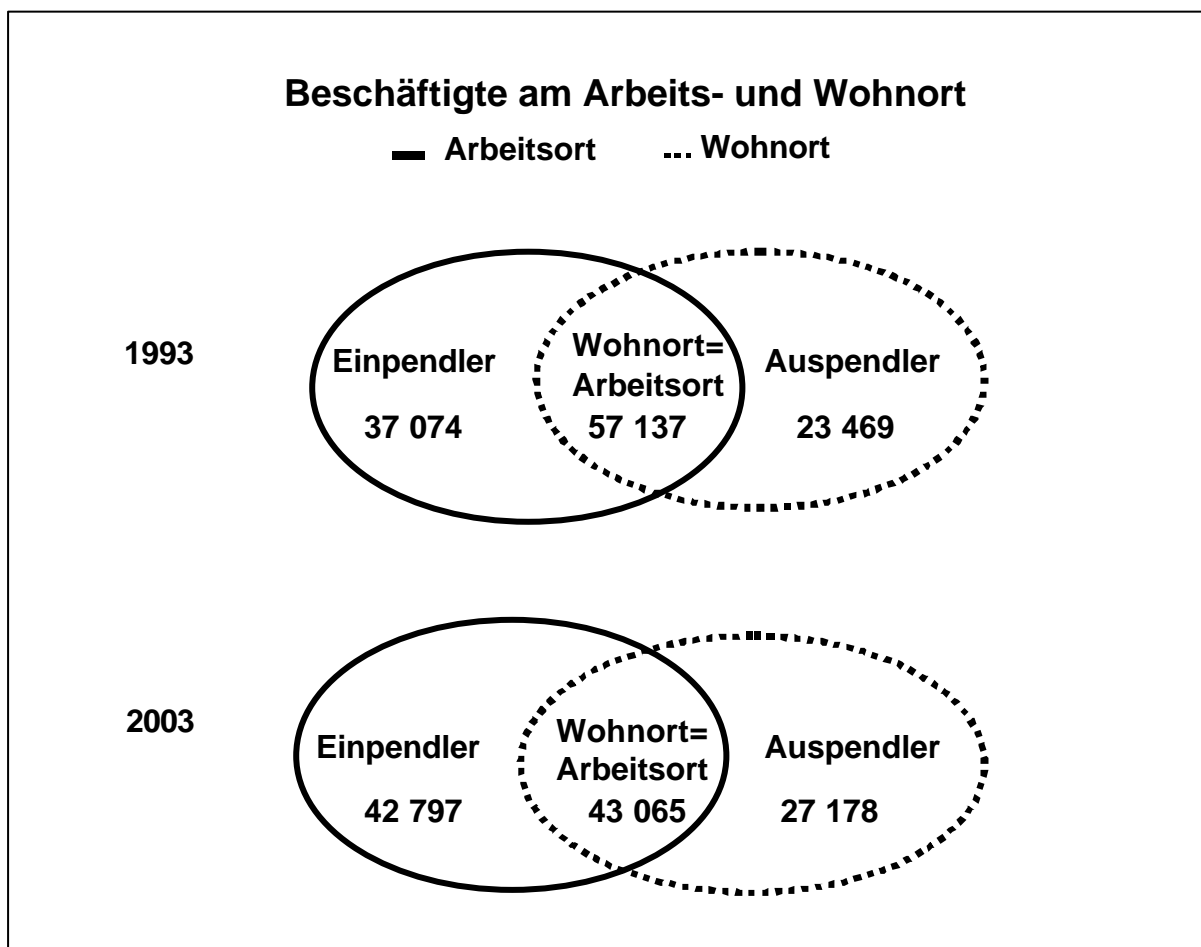 Beschäftigte am Arbeits- und Wohnort
Arbeitsort Wohnort
1993
Einpendler
37 074
Wohnort=
Arbeitsort
57 137
Auspendler
23 469
2003
Einpendler
42 797
Wohnort=
Arbeitsort
43 065
Auspendler
27 178